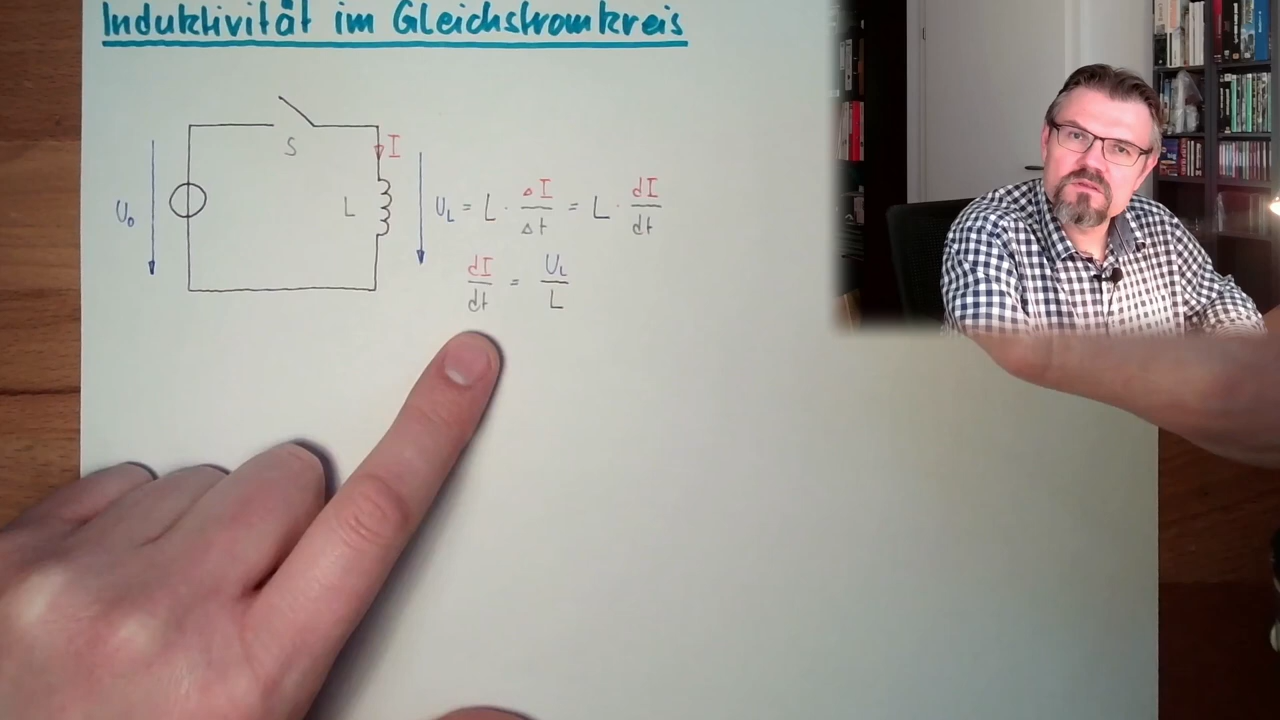 Induktivität im Gleichstromkreis
S
I
U₀
L
U_L = L · ΔI/Δt = L · dI/dt
dI/dt = U_L/L